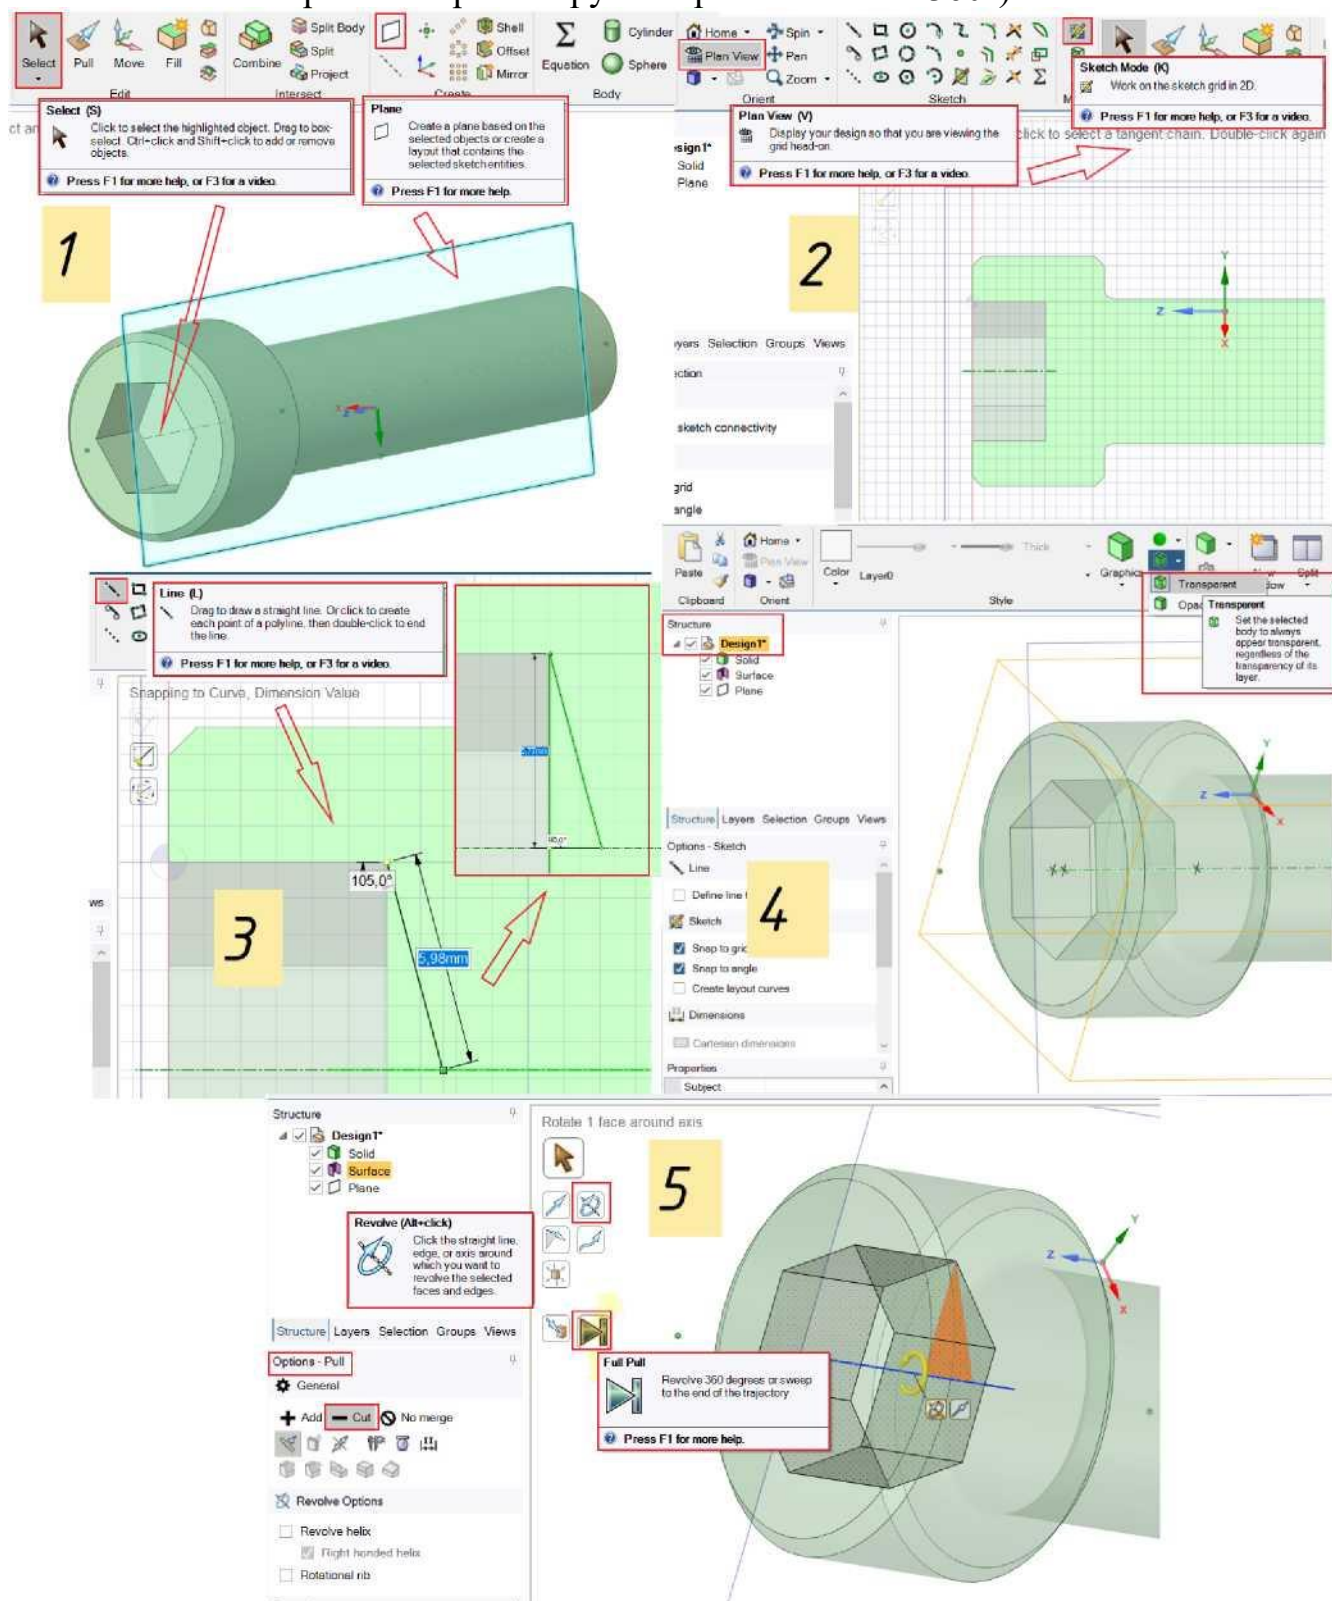 Select
Pull
Move
Fill
Edit
Combine
Split Body
Split
Project
Intersect
Shell
Offset
Mirror
Create
Equation
Cylinder
Sphere
Body
Select (S)
Click to select the highlighted object. Drag to box-
select. Ctrl+click and Shift+click to add or remove
objects.
Press F1 for more help, or F3 for a video.
Plane
Create a plane based on the
selected objects or create a
layout that contains the
selected sketch entities.
Press F1 for more help.
1
Home
Plan View
Spin
Pan
Zoom
Orient
Sketch
Sketch Mode (K)
Work on the sketch grid in 2D.
Press F1 for more help, or F3 for a video.
Plan View (V)
Display your design so that you are viewing the
grid head-on.
Press F1 for more help, or F3 for a video.
click to select a tangent chain. Double-click again
sign1*
Solid
Plane
2
Y
Z
X
yers Selection Groups Views
ection
sketch connectivity
grid
angle
Line (L)
Drag to draw a straight line. Or click to create
each point of a polyline, then double-click to end
the line.
Press F1 for more help, or F3 for a video.
Snapping to Curve, Dimension Value
105,0°
5,98mm
3
ws
Paste
Clipboard
Home
Plan View
Orient
Color
Layer0
Thick
Style
Graphics
Transparent
Transparent
Set the selected
body to always
appear transparent,
regardless of the
transparency of its
layer.
Structure
Design1*
Solid
Surface
Plane
Structure Layers Selection Groups Views
Options - Sketch
Line
Define line
Sketch
Snap to grid
Snap to angle
Create layout curves
Dimensions
Cartesian dimensions
Properties
Subject
4
Y
Z
X
Structure
Design1*
Solid
Surface
Plane
Revolve (Alt+click)
Click the straight line,
edge, or axis around
which you want to
revolve the selected
faces and edges.
Structure Layers Selection Groups Views
Options - Pull
General
Add Cut No merge
Revolve Options
Revolve helix
Right handed helix
Rotational rib
Rotate 1 face around axis
5
Full Pull
Revolve 360 degrees or sweep
to the end of the trajectory
Press F1 for more help.
Y
Z
X